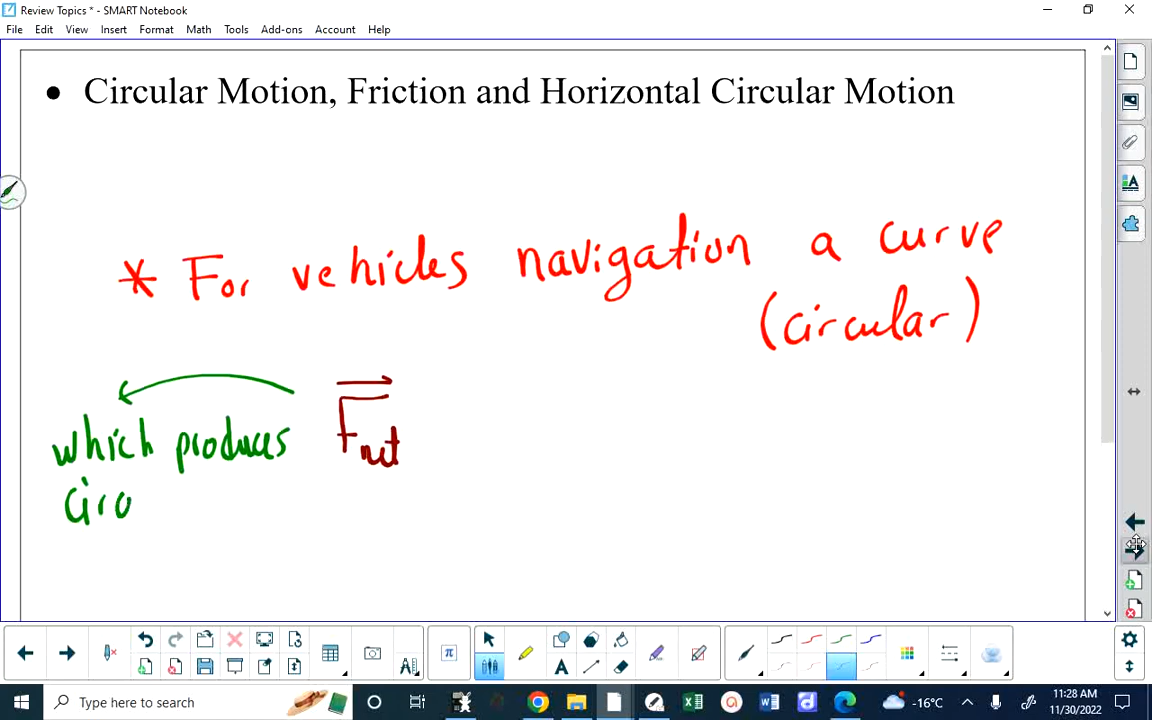 Review Topics * - SMART Notebook
File Edit View Insert Format Math Tools Add-ons Account Help
• Circular Motion, Friction and Horizontal Circular Motion
* For vehicles navigation a curve
(circular)
which produces
Fnet
Circ
Type here to search
-16°C
11:28 AM
11/30/2022